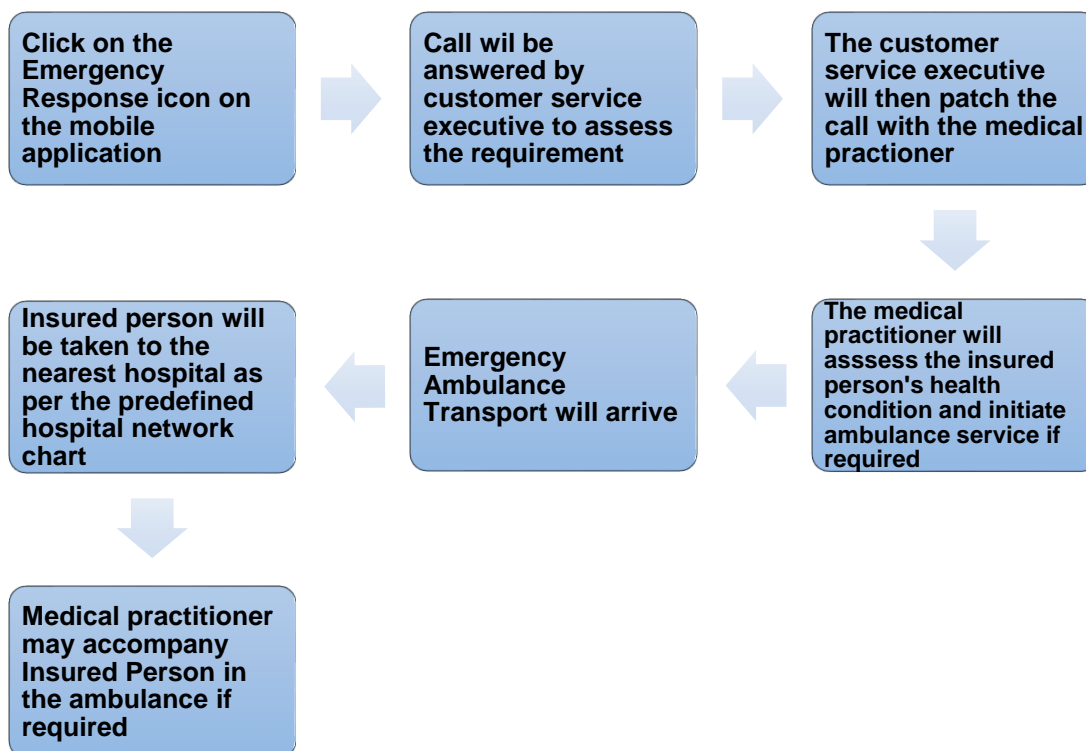 Click on the
Emergency
Response icon on
the mobile
application
Call wil be
answered by
customer service
executive to assess
the requirement
The customer
service executive
will then patch the
call with the medical
practioner
The medical
practitioner will
asssess the insured
person's health
condition and initiate
ambulance service if
required
Emergency
Ambulance
Transport will arrive
Insured person will
be taken to the
nearest hospital as
per the predefined
hospital network
chart
Medical practitioner
may accompany
Insured Person in
the ambulance if
required